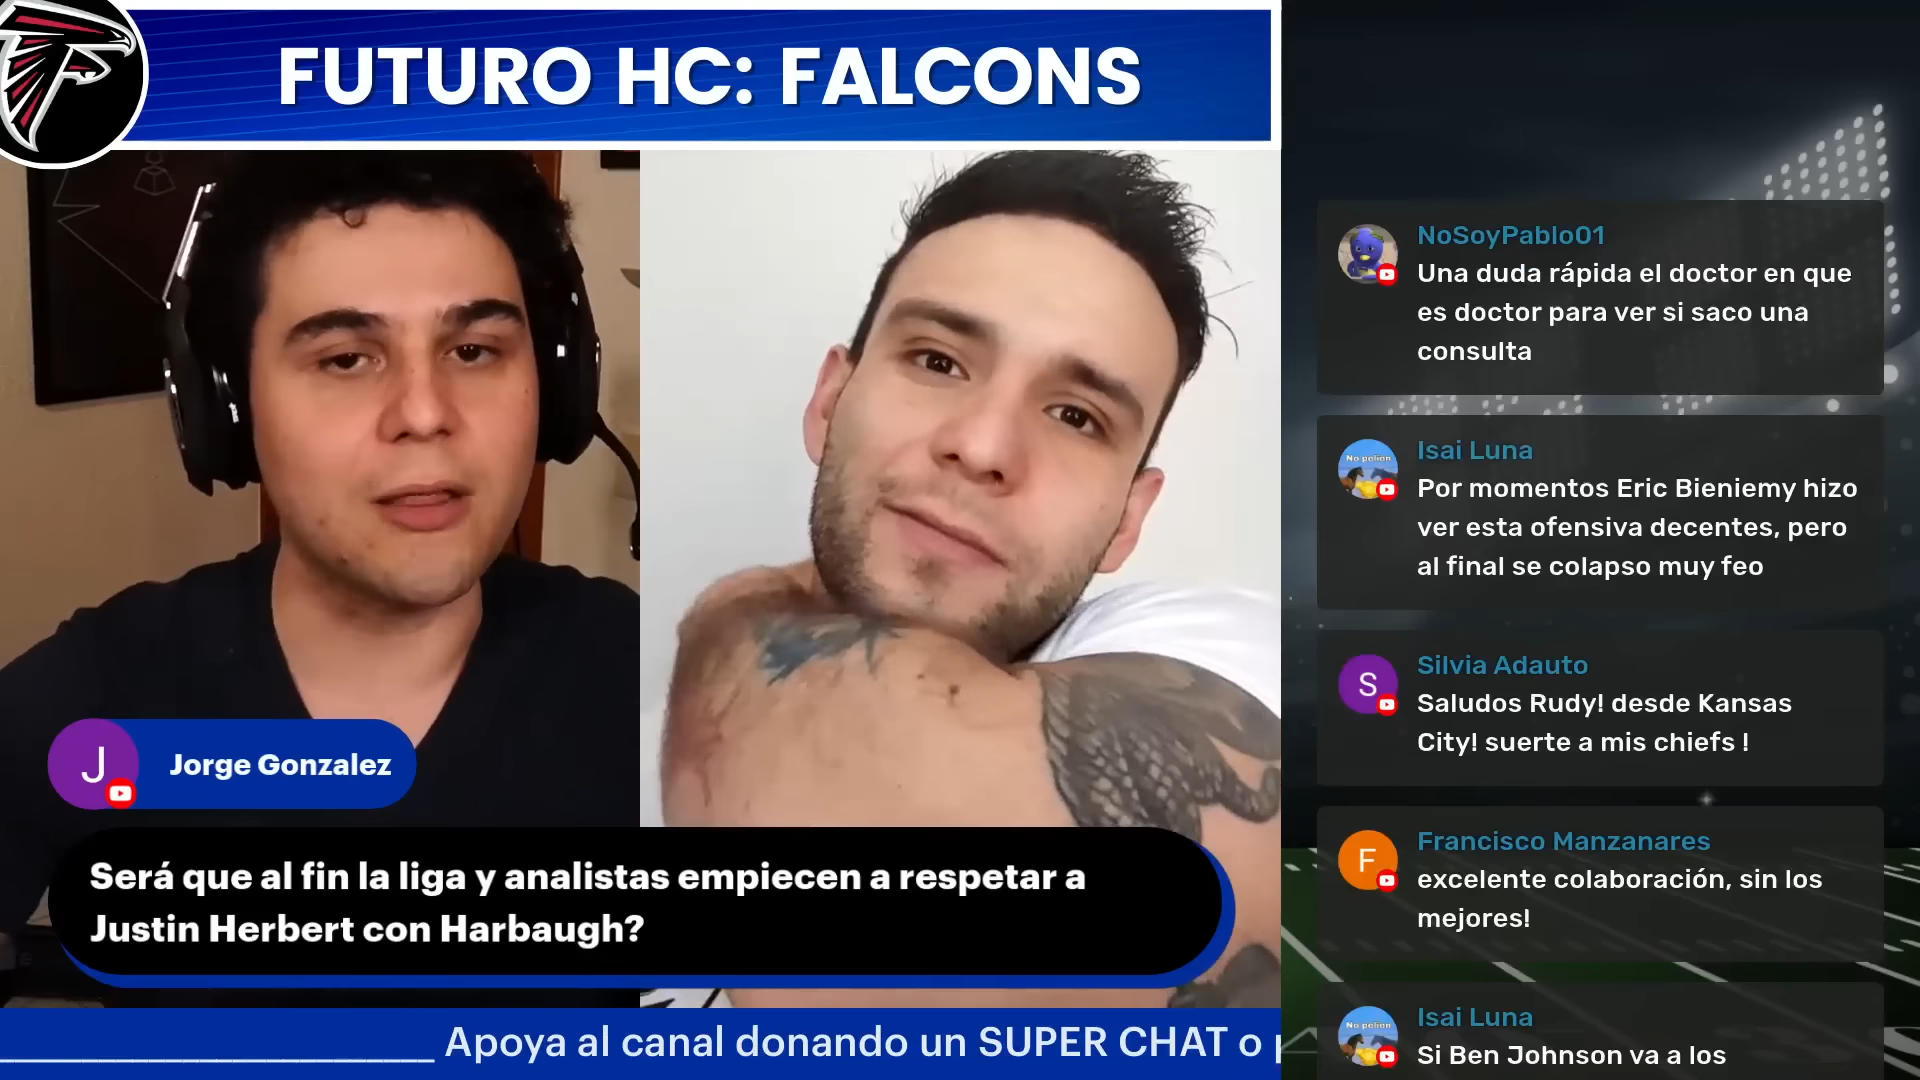 FUTURO HC: FALCONS
Jorge Gonzalez
J
Será que al fin la liga y analistas empiecen a respetar a
Justin Herbert con Harbaugh?
Apoya al canal donando un SUPER CHAT o
NoSoyPablo01
Una duda rápida el doctor en que
es doctor para ver si saco una
consulta
Isai Luna
No pelien
Por momentos Eric Bieniemy hizo
ver esta ofensiva decentes, pero
al final se colapso muy feo
Silvia Adauto
S
Saludos Rudy! desde Kansas
City! suerte a mis chiefs !
Francisco Manzanares
F
excelente colaboración, sin los
mejores!
Isai Luna
No pelien
Si Ben Johnson va a los